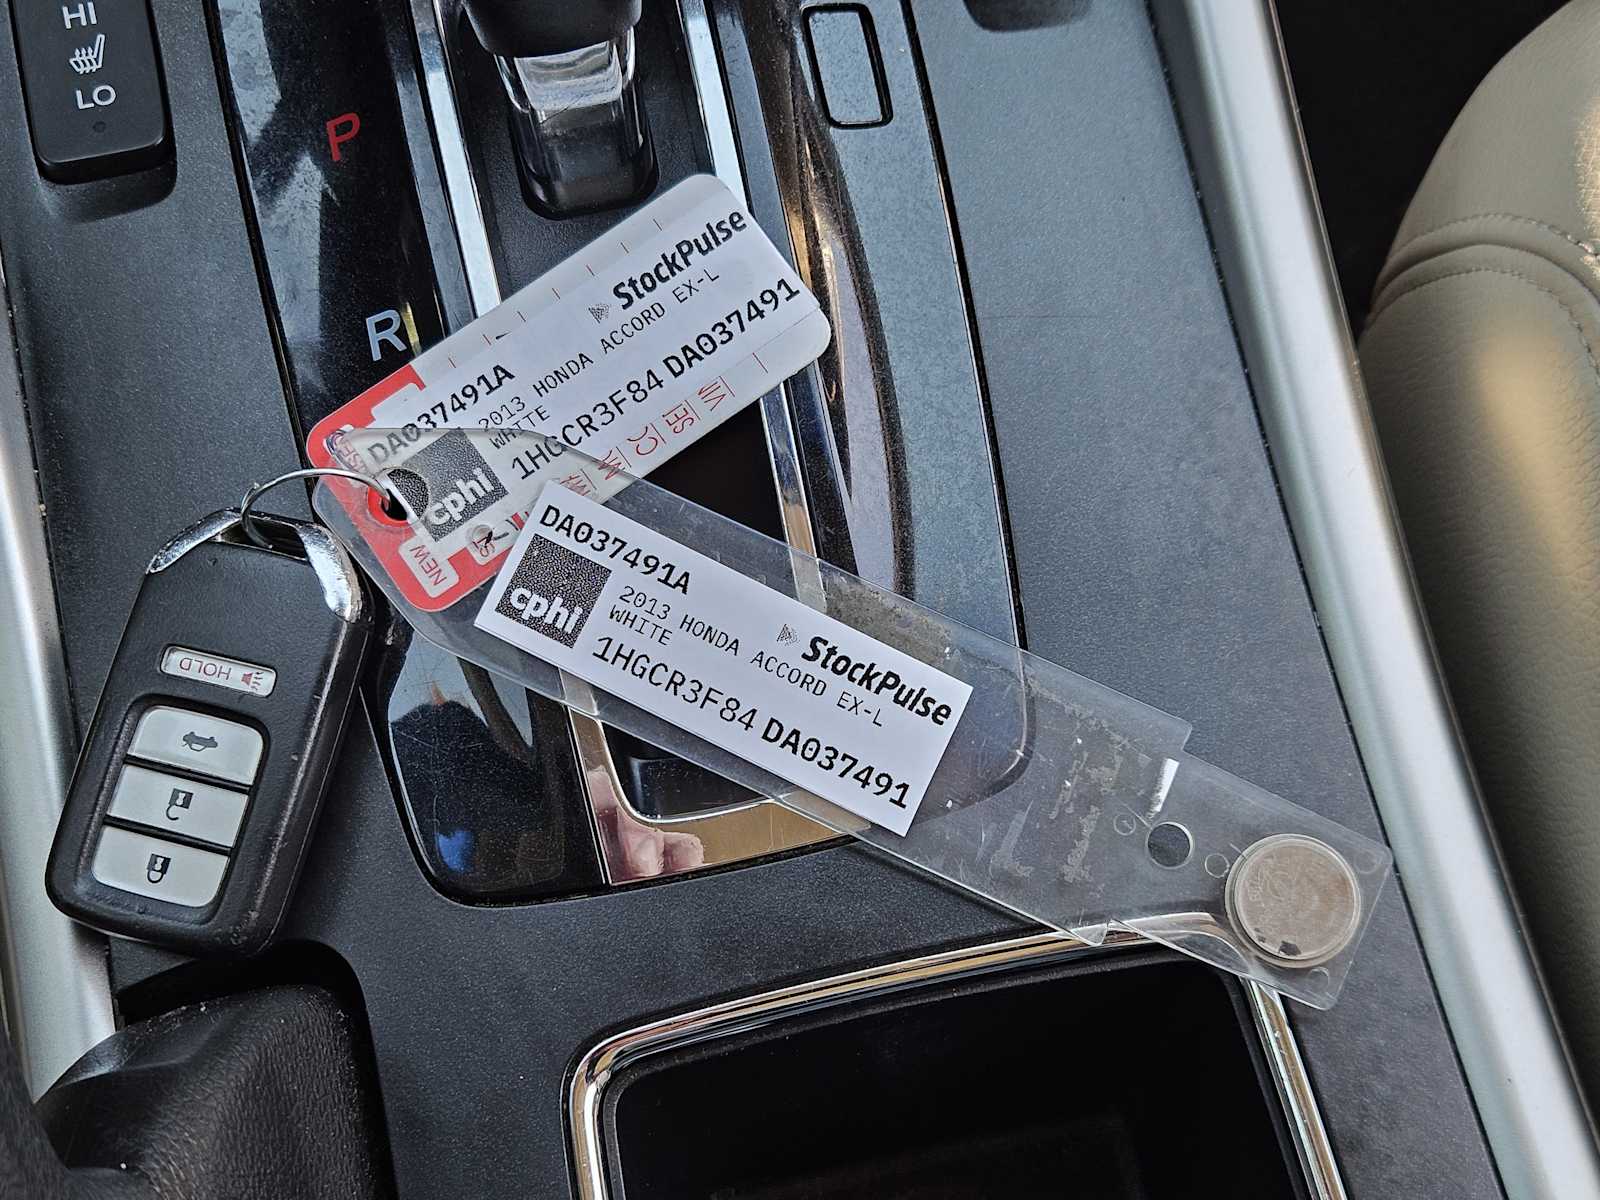 HI
LO
P
R
StockPulse
DA037491A
2013 HONDA ACCORD EX-L
WHITE
1HGCR3F84 DA037491
cphi
NEW
HOLD
DA037491A
cphi
2013 HONDA ACCORD EX-L
WHITE
StockPulse
1HGCR3F84 DA037491